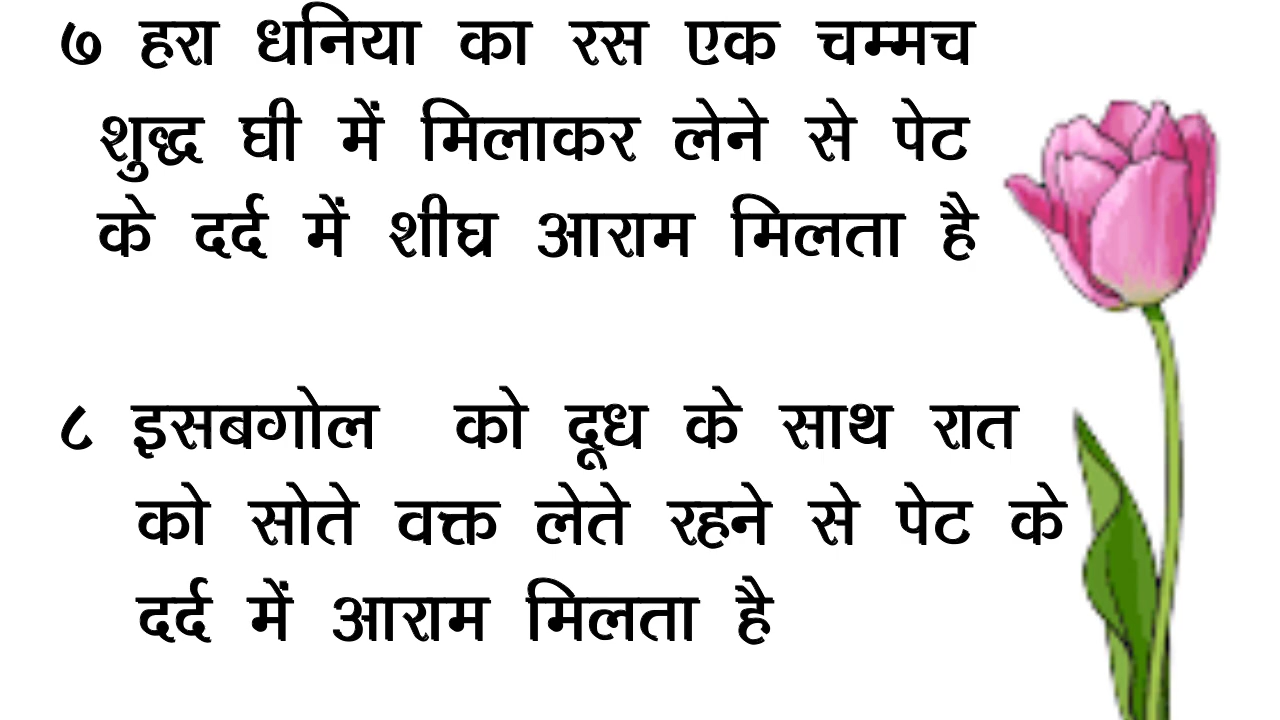 ७ हरा धनिया का रस एक चम्मच
शुद्ध घी में मिलाकर लेने से पेट
के दर्द में शीघ्र आराम मिलता है
८ इसबगोल को दूध के साथ रात
को सोते वक्त लेते रहने से पेट के
दर्द में आराम मिलता है